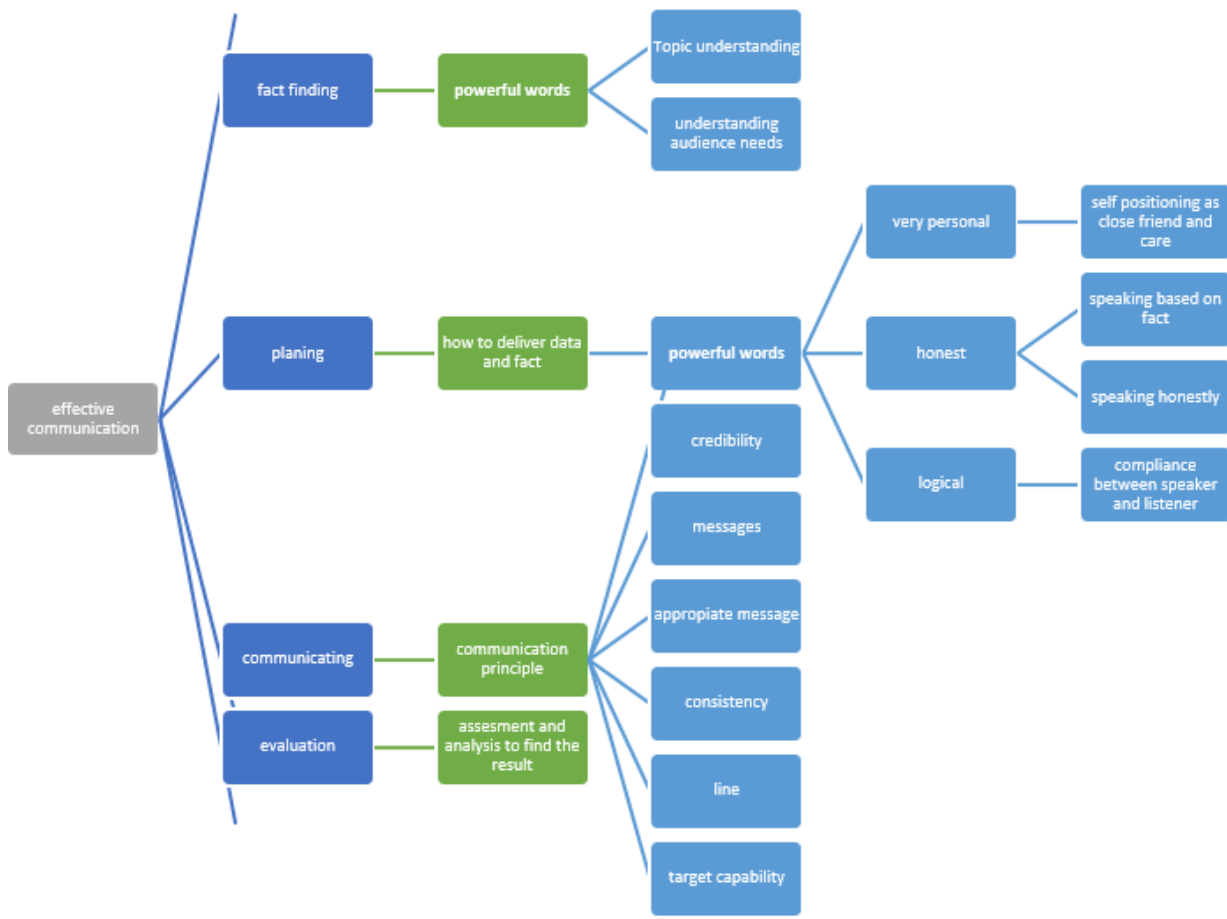 effective
communication
fact finding
powerful words
Topic understanding
understanding
audience needs
planing
how to deliver data
and fact
powerful words
very personal
self positioning as
close friend and
care
honest
speaking based on
fact
speaking honestly
logical
compliance
between speaker
and listener
communicating
communication
principle
credibility
messages
appropiate message
consistency
line
target capability
evaluation
assesment and
analysis to find the
result